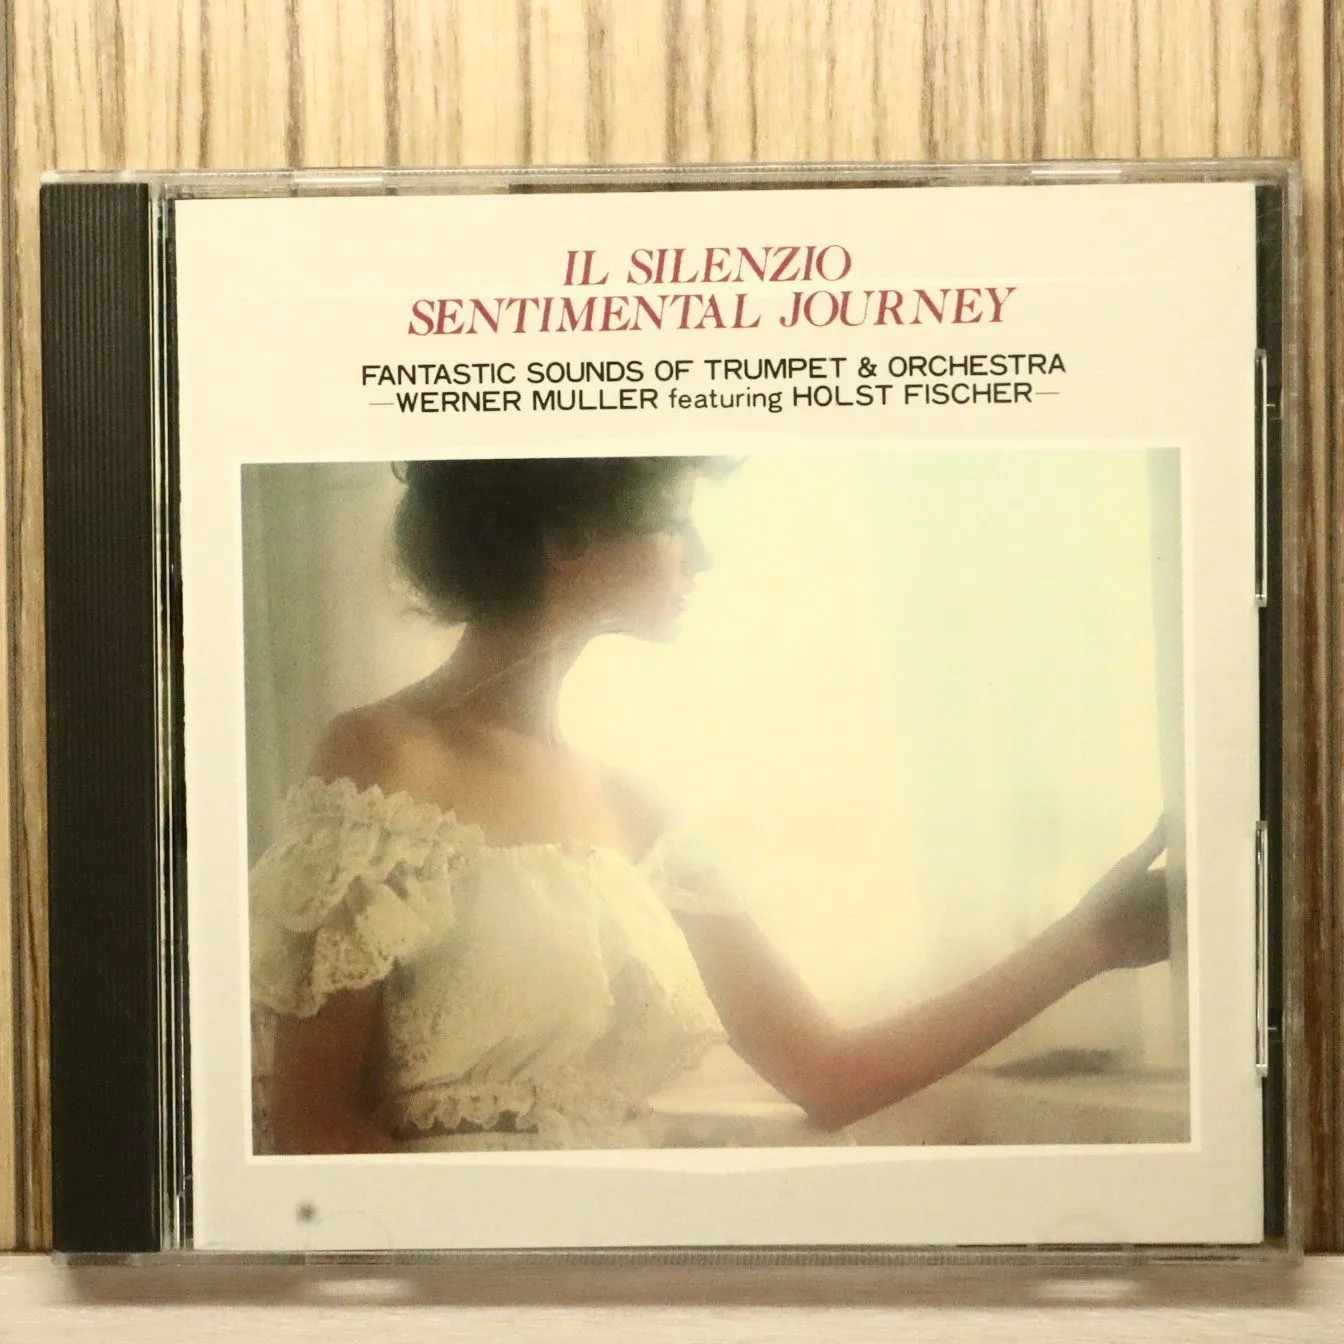 IL SILENZIO
SENTIMENTAL JOURNEY
FANTASTIC SOUNDS OF TRUMPET & ORCHESTRA
—WERNER MULLER featuring HOLST FISCHER—